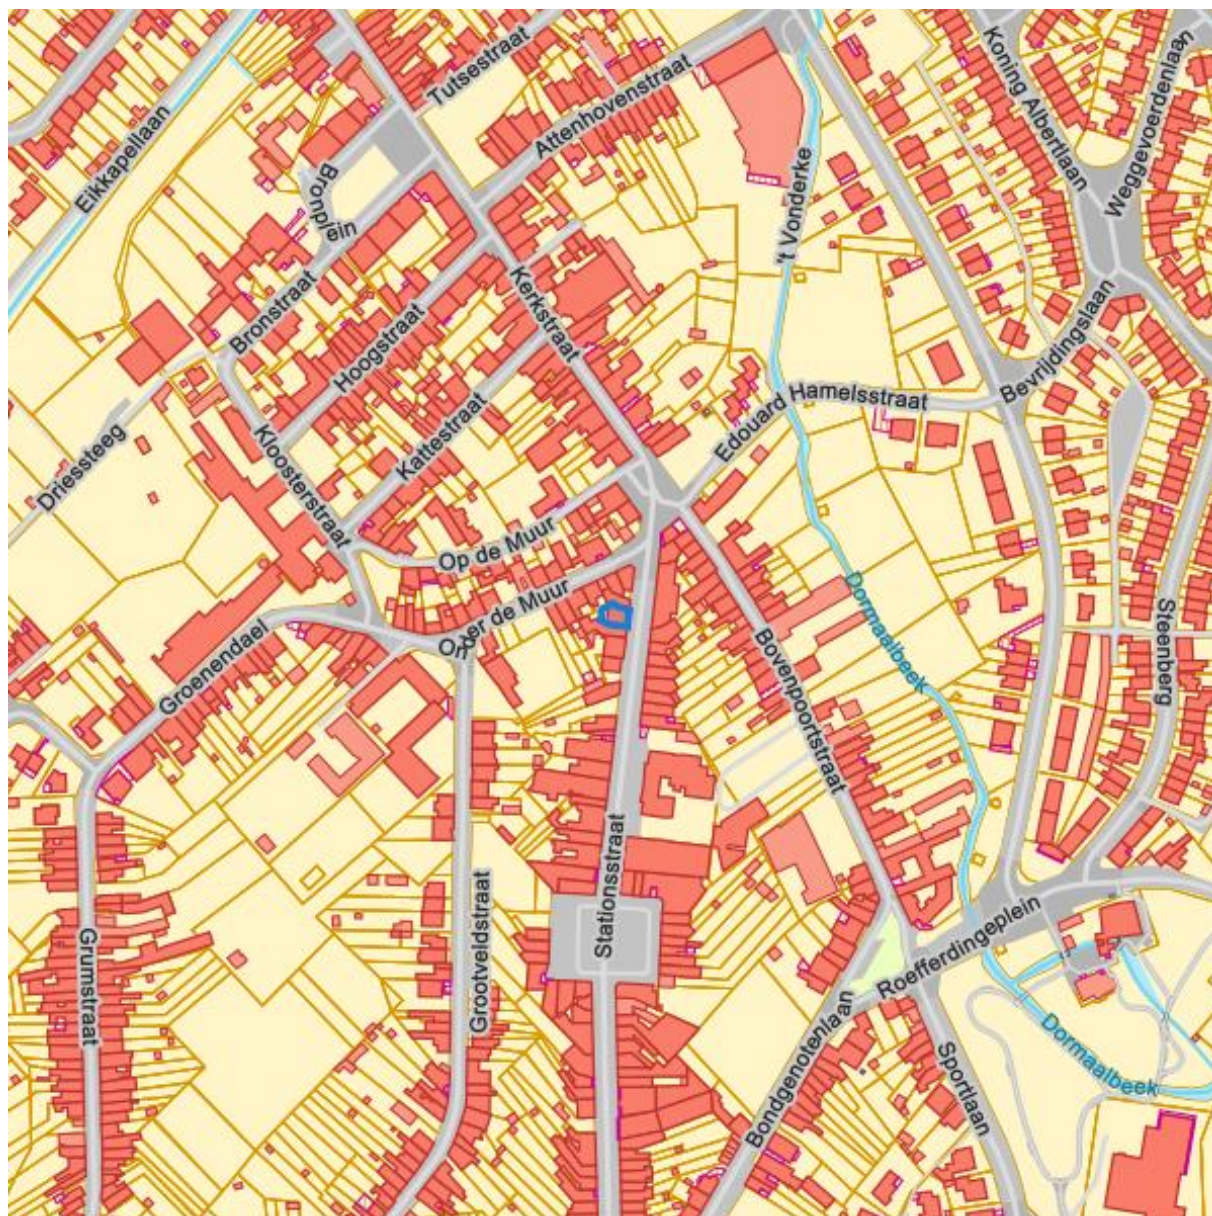 Tutsestraat
Koning Albertlaan
Weggevoerdenlaan
Attenhovenstraat
Eikkapellaan
Bronplein
't Vonderke
Bronstraat
Hoogstraat
Kerkstraat
Bevrijdingslaan
Edouard Hamelsstraat
Kattestraat
Driessteeg
Kloosterstraat
Op de Muur
Onder de Muur
Groenendael
Dormaalbeek
Bovenpoortstraat
Steenberg
Stationsstraat
Grootveldstraat
Grumstraat
Roefferdingeplein
Bondgenotenlaan
Sportlaan
Dormaalbeek